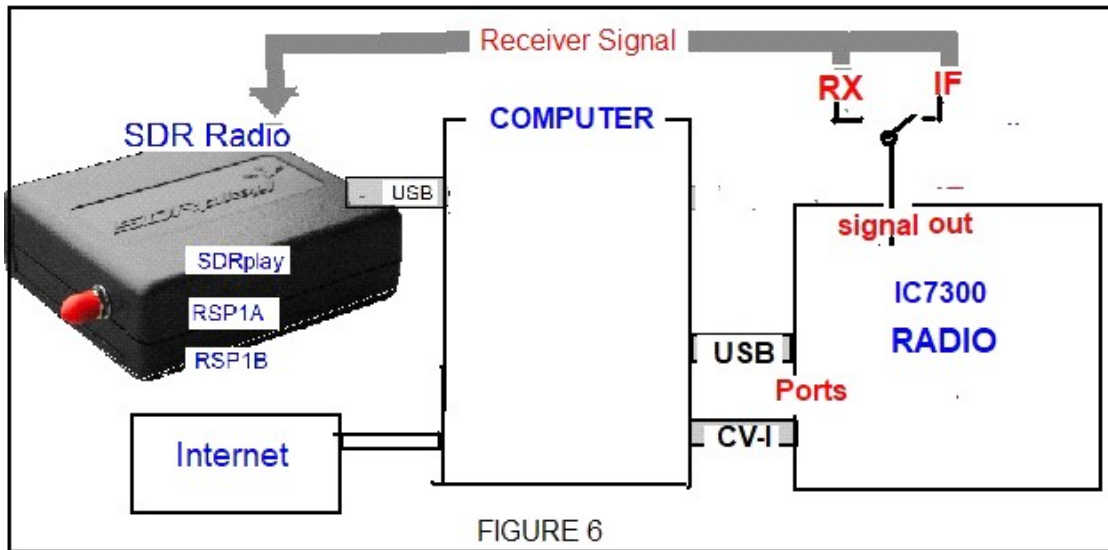 Receiver Signal
RX
IF
COMPUTER
SDR Radio
USB
signal out
SDRplay
IC7300
RSP1A
RADIO
RSP1B
USB
Ports
CV-I
Internet
FIGURE 6